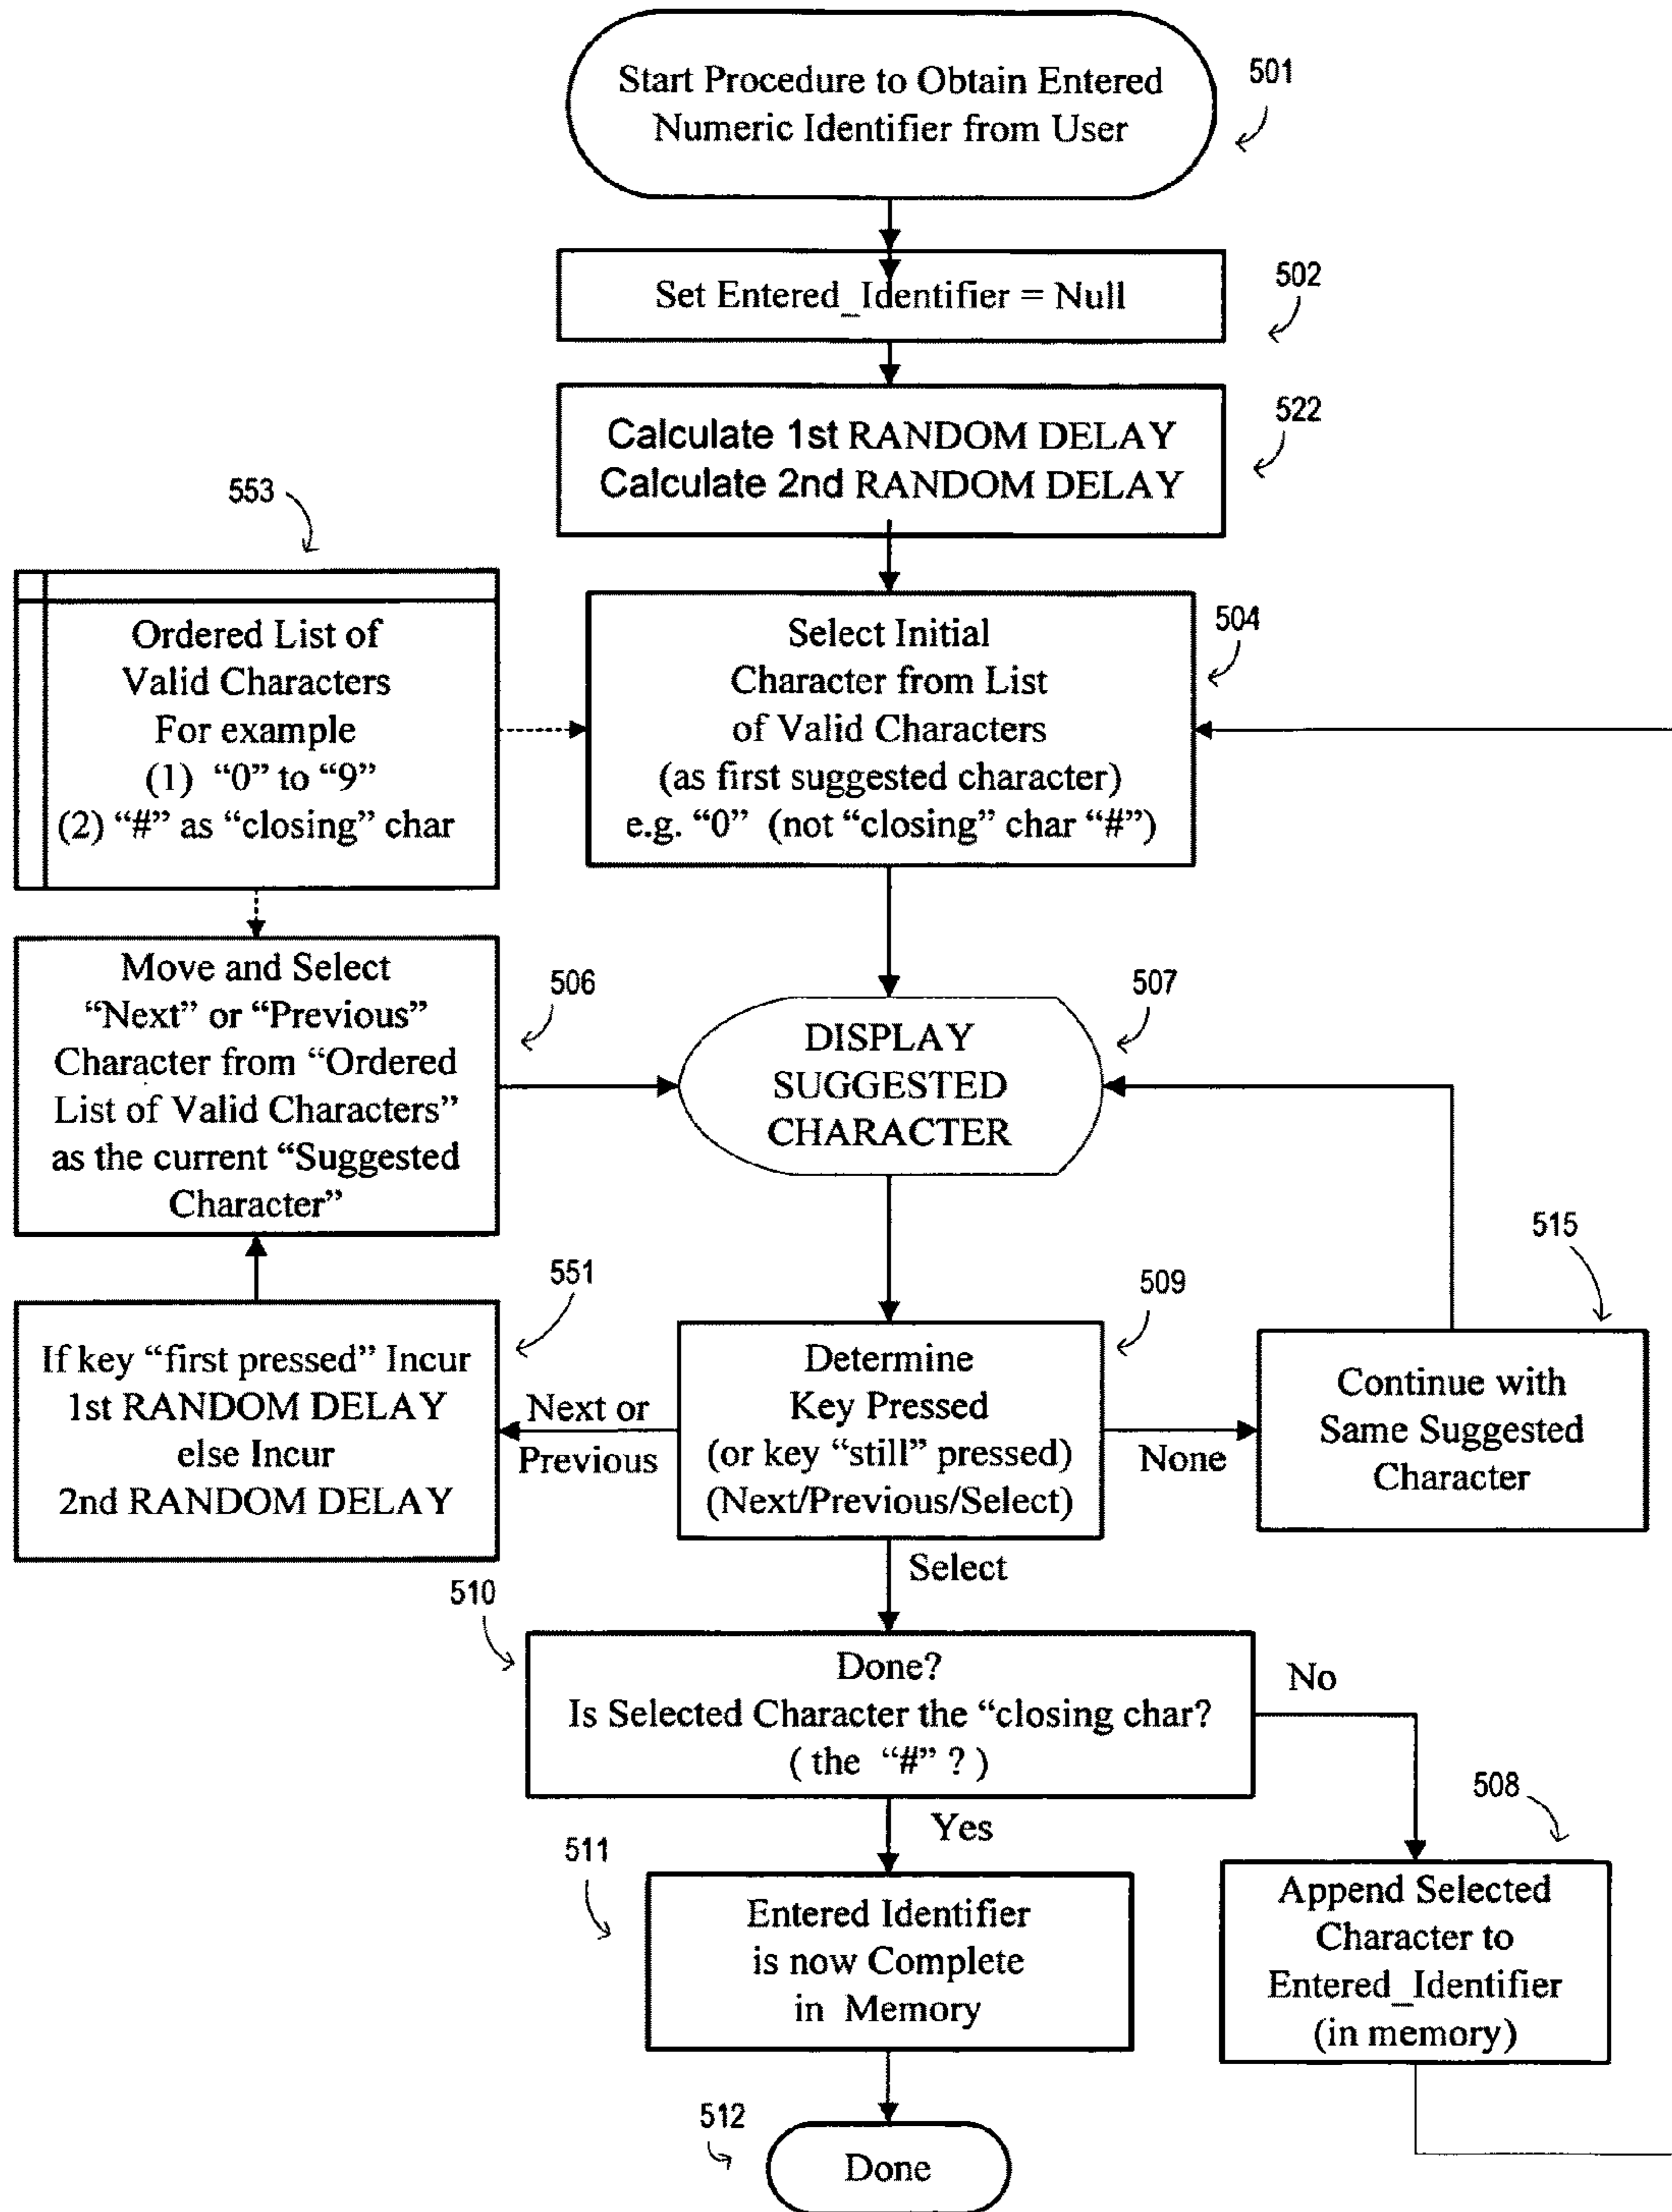 Start Procedure to Obtain Entered
Numeric Identifier from User
501
Set Entered_Identifier = Null
502
Calculate 1st RANDOM DELAY
Calculate 2nd RANDOM DELAY
522
553
Ordered List of
Valid Characters
For example
(1) “0” to “9”
(2) “#” as “closing” char
Select Initial
Character from List
of Valid Characters
(as first suggested character)
e.g. “0” (not “closing” char “#”)
504
Move and Select
“Next” or “Previous”
Character from “Ordered
List of Valid Characters”
as the current “Suggested
Character”
506
DISPLAY
SUGGESTED
CHARACTER
507
If key “first pressed” Incur
1st RANDOM DELAY
else Incur
2nd RANDOM DELAY
551
Next or
Previous
Determine
Key Pressed
(or key “still” pressed)
(Next/Previous/Select)
509
None
Continue with
Same Suggested
Character
515
Select
510
Done?
Is Selected Character the “closing char?
( the “#” ? )
No
Yes
508
Append Selected
Character to
Entered_Identifier
(in memory)
511
Entered Identifier
is now Complete
in Memory
512
Done